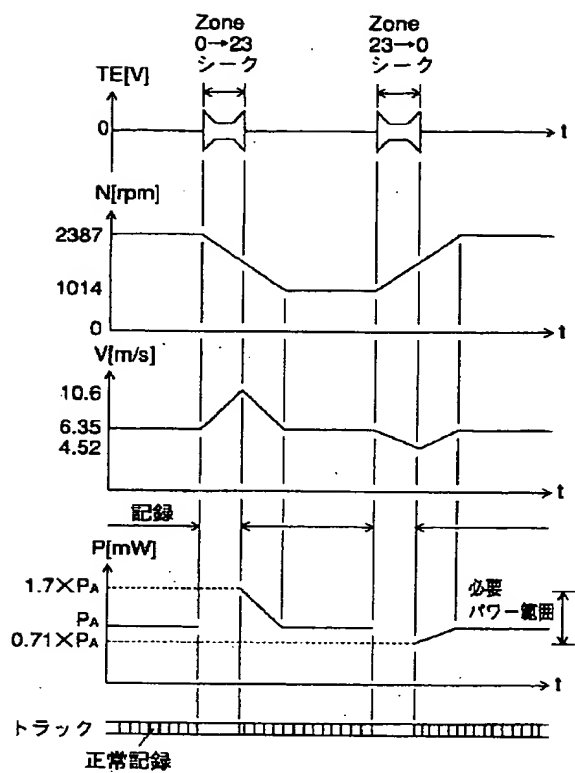 Zone
0→23
シーク
Zone
23→0
シーク
TE[V]
0
t
N[rpm]
2387
1014
0
t
V[m/s]
10.6
6.35
4.52
t
記録
P[mW]
1.7×PA
PA
0.71×PA
必要
パワー範囲
t
トラック
正常記録